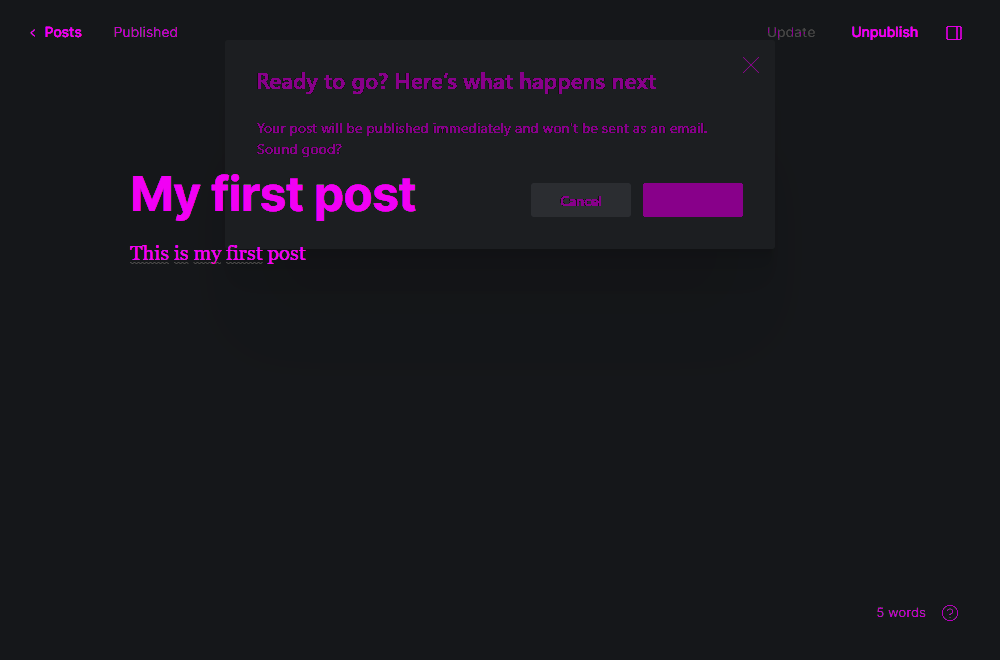 Posts
Published
Update
Unpublish
Ready to go? Here's what happens next
Your post will be published immediately and won't be sent as an email.
Sound good?
My first post
Cancel
This is my first post
5 words
?